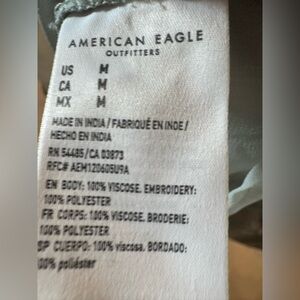 AMERICAN EAGLE
OUTFITTERS
US M
CA M
MX M
MADE IN INDIA / FABRIQUÉ EN INDE /
HECHO EN INDIA
RN 54485/CA 03873
RFC# AEM120605U9A
EN BODY: 100% VISCOSE, EMBROIDERY:
100% POLYESTER
FR CORPS: 100% VISCOSE, BRODERIE:
100% POLYESTER
SP CUERPO: 100% viscosa, BORDADO:
100% poliéster